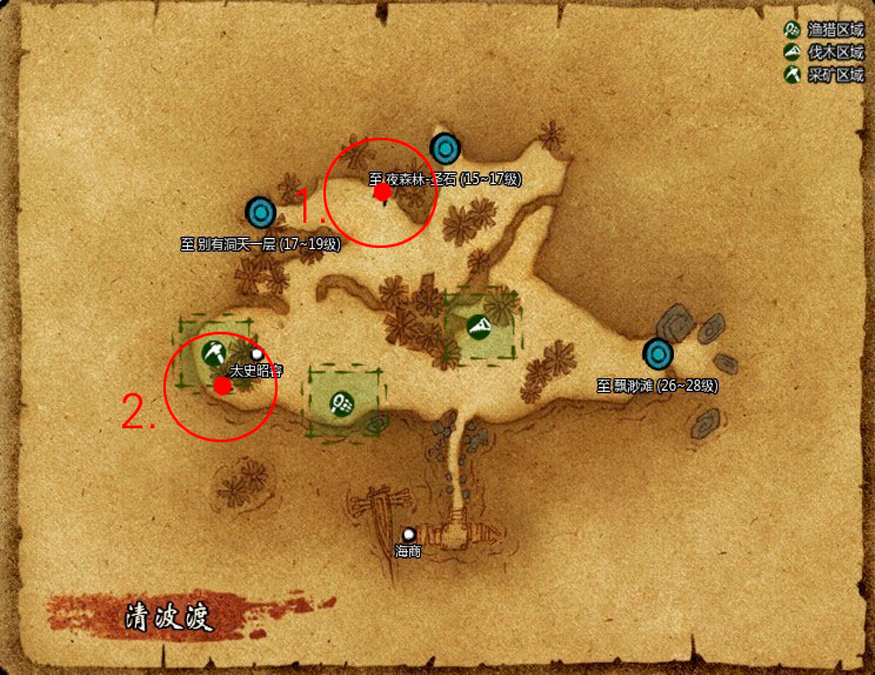 渔猎区域
伐木区域
采矿区域
至 夜森林-圣石 (15~17级)
1.
至 别有洞天一层 (17~19级)
太史昭容
至 飘渺滩 (26~28级)
2.
海商
清波渡